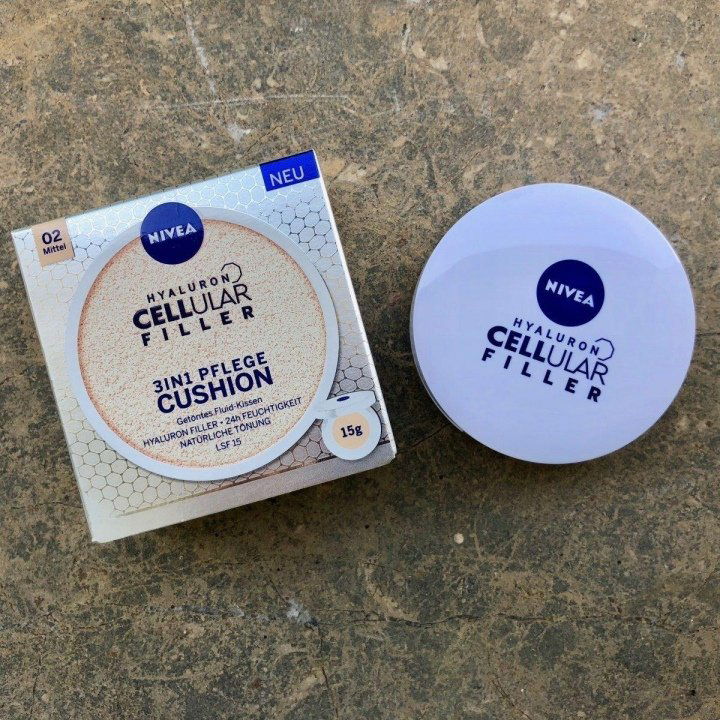 NEU
02
Mittel
NIVEA
HYALURON
CELLULAR
FILLER
3IN1 PFLEGE
CUSHION
Getöntes Fluid-Kissen
HYALURON FILLER • 24h FEUCHTIGKEIT
NATÜRLICHE TÖNUNG
LSF 15
15g
NIVEA
HYALURON
CELLULAR
FILLER